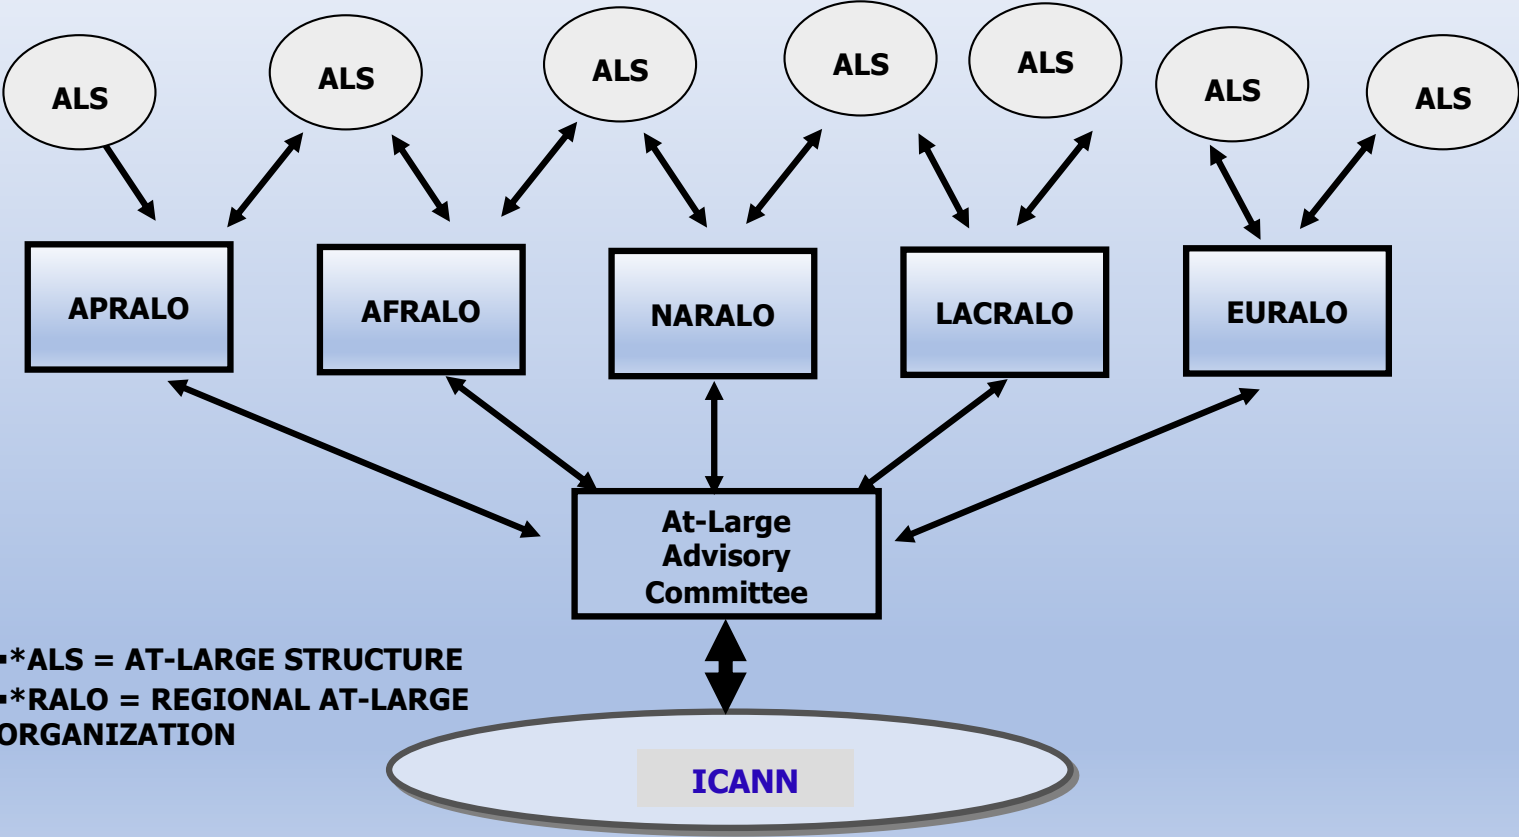 ALS
ALS
ALS
ALS
ALS
ALS
ALS
APRALO
AFRALO
NARALO
LACRALO
EURALO
At-Large
Advisory
Committee
▪*ALS = AT-LARGE STRUCTURE
▪*RALO = REGIONAL AT-LARGE
ORGANIZATION
ICANN